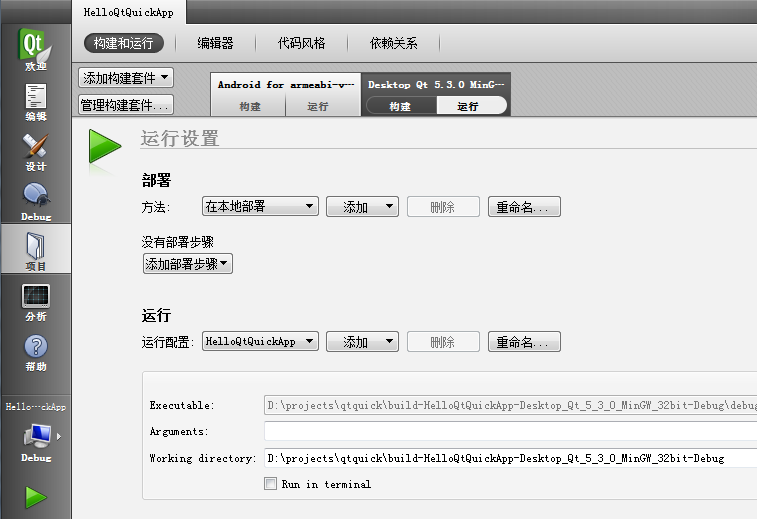 HelloQtQuickApp
Qt
欢迎
编辑
设计
Debug
项目
分析
帮助
Hello···ckApp
Debug
构建和运行 编辑器 代码风格 依赖关系
添加构建套件
管理构建套件...
Android for armeabi-v···
构建 运行
Desktop Qt 5.3.0 MinG···
构建 运行
运行设置
部署
方法: 在本地部署 添加 删除 重命名...
没有部署步骤
添加部署步骤
运行
运行配置: HelloQtQuickApp 添加 删除 重命名...
Executable: D:\projects\qtquick\build-HelloQtQuickApp-Desktop_Qt_5_3_0_MinGW_32bit-Debug\debug
Arguments:
Working directory: D:\projects\qtquick\build-HelloQtQuickApp-Desktop_Qt_5_3_0_MinGW_32bit-Debug
Run in terminal